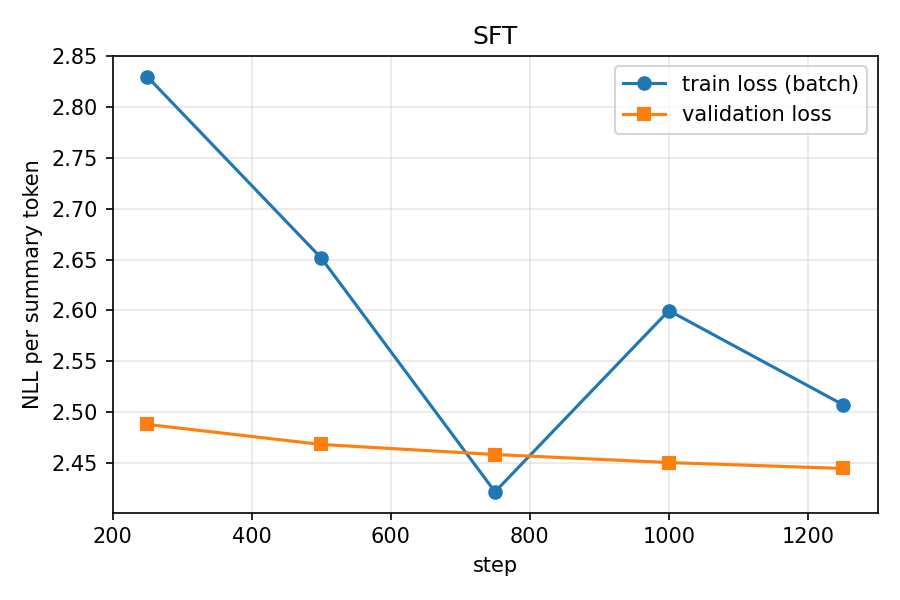 SFT
2.85
2.80
2.75
2.70
2.65
2.60
2.55
2.50
2.45
NLL per summary token
train loss (batch)
validation loss
200 400 600 800 1000 1200
step